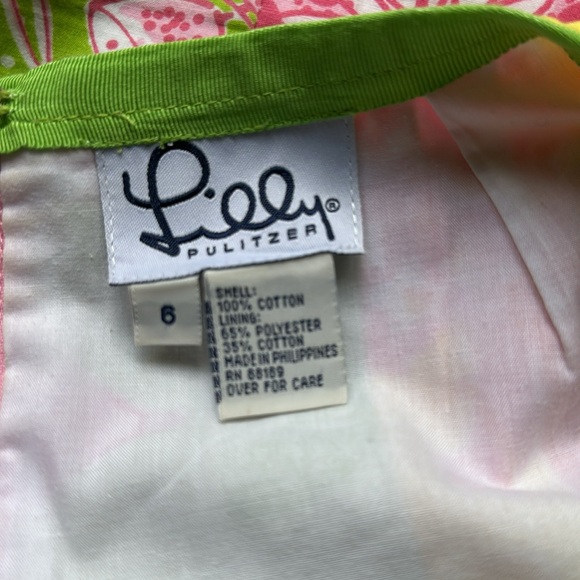 Lilly®
PULITZER
6
SHELL:
100% COTTON
LINING:
65% POLYESTER
35% COTTON
MADE IN PHILIPPINES
RN 88189
OVER FOR CARE